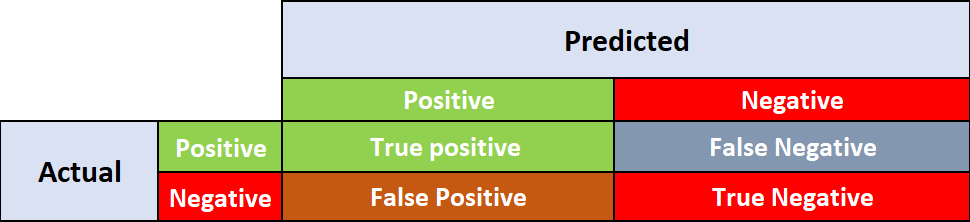 Predicted
Positive Negative
Actual
Positive True positive False Negative
Negative False Positive True Negative